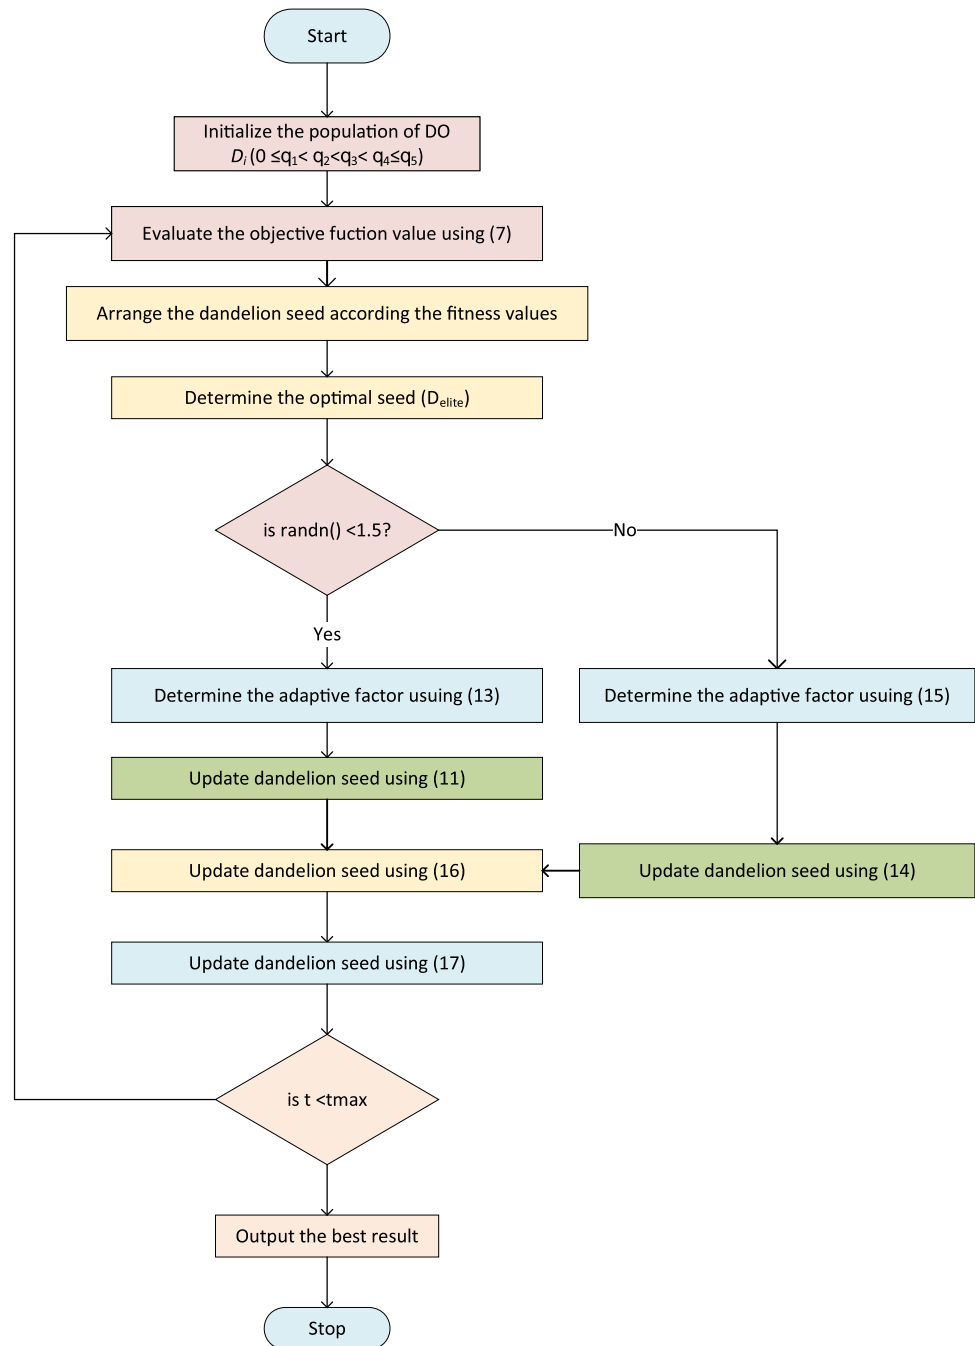 Start
Initialize the population of DO
Dᵢ (0 ≤q₁< q₂<q₃< q₄≤q₅)
Evaluate the objective fuction value using (7)
Arrange the dandelion seed according the fitness values
Determine the optimal seed (Delite)
is randn() <1.5?
No
Yes
Determine the adaptive factor usuing (13)
Determine the adaptive factor usuing (15)
Update dandelion seed using (11)
Update dandelion seed using (16)
Update dandelion seed using (14)
Update dandelion seed using (17)
is t <tmax
Output the best result
Stop